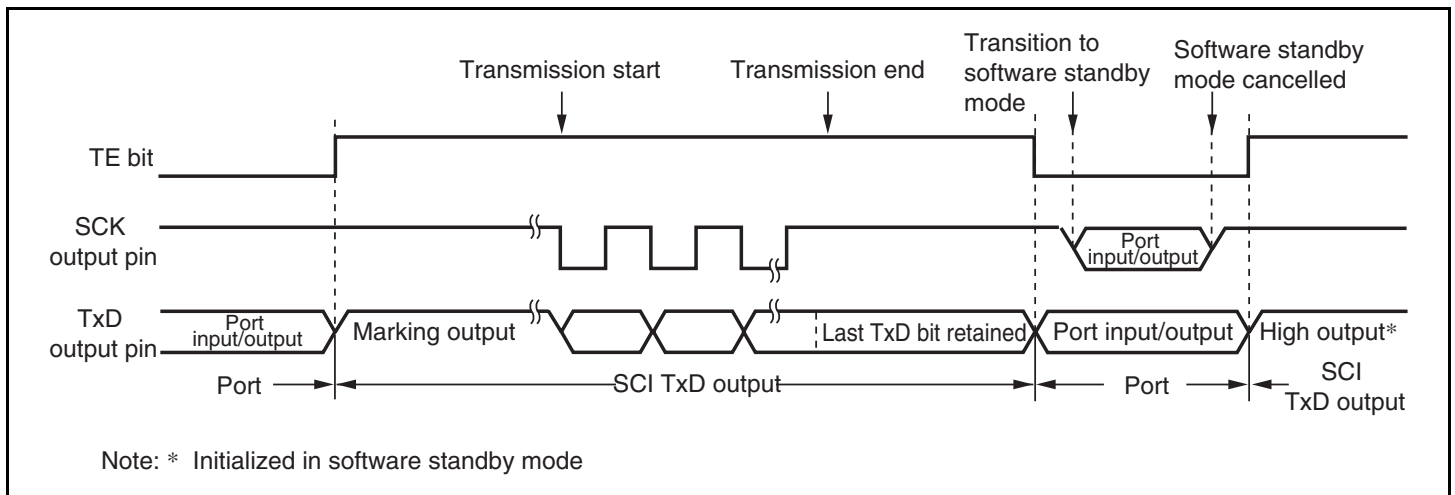 Transmission start
Transmission end
Transition to
software standby
mode
Software standby
mode cancelled
TE bit
SCK
output pin
Port
input/output
TxD
output pin
Port
input/output
Marking output
Last TxD bit retained
Port input/output
High output*
Port
SCI TxD output
Port
SCI
TxD output
Note: * Initialized in software standby mode